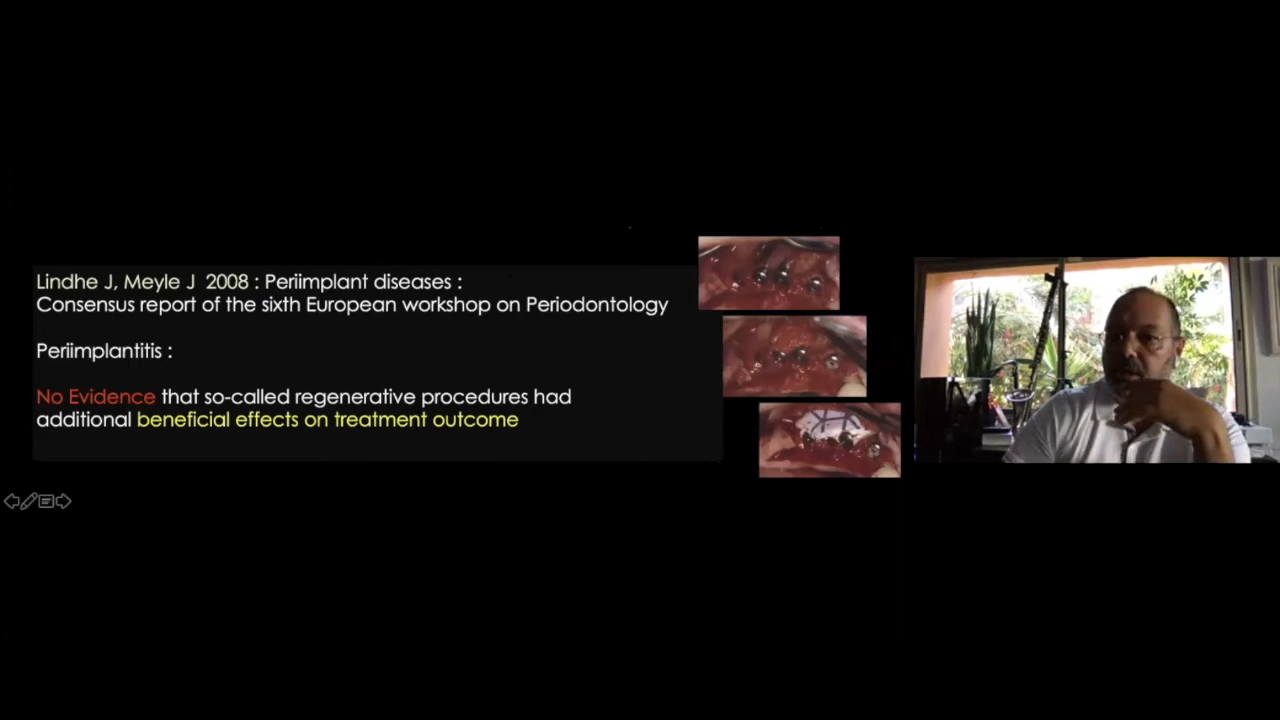 Lindhe J, Meyle J 2008 : Periimplant diseases :
Consensus report of the sixth European workshop on Periodontology
Periimplantitis :
No Evidence that so-called regenerative procedures had
additional beneficial effects on treatment outcome